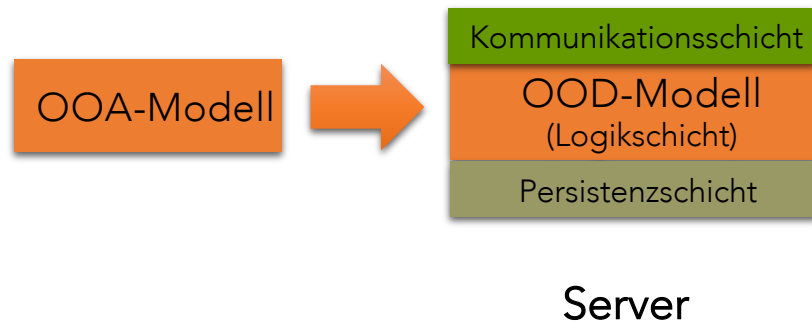 Kommunikationsschicht
OOA-Modell
OOD-Modell
(Logikschicht)
Persistenzschicht
Server